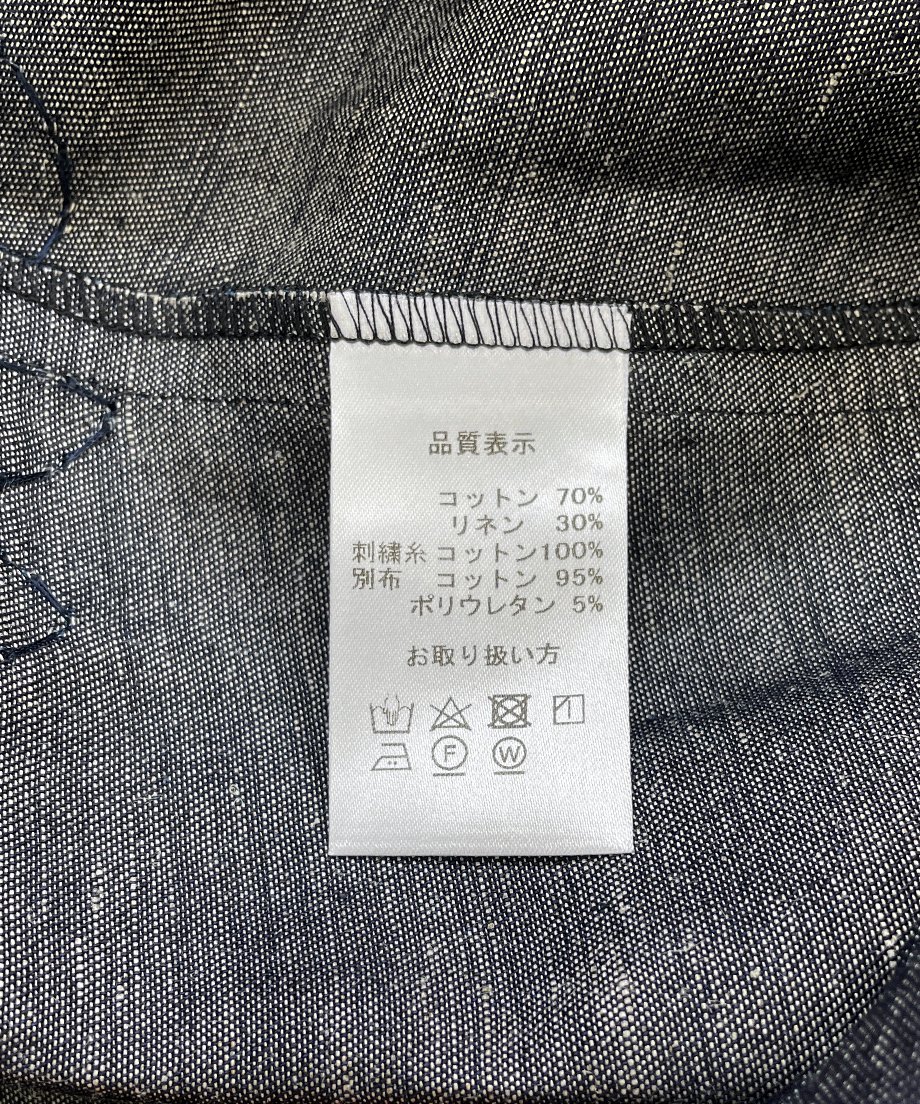 品質表示
コットン 70%
リネン 30%
刺繍糸 コットン100%
別布 コットン 95%
ポリウレタン 5%
お取り扱い方
F W